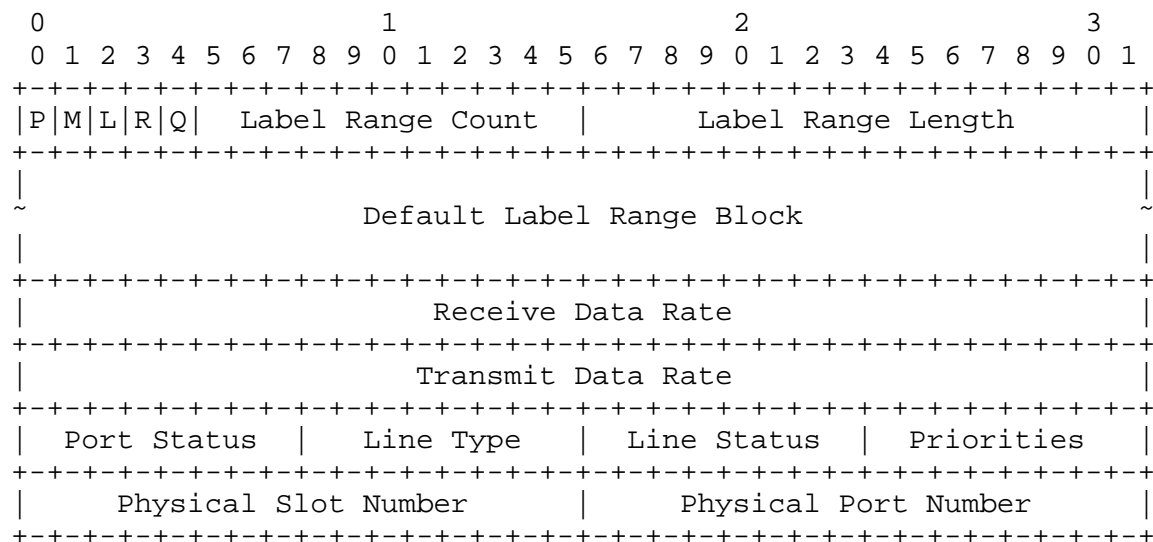 0                   1                   2                   3
 0 1 2 3 4 5 6 7 8 9 0 1 2 3 4 5 6 7 8 9 0 1 2 3 4 5 6 7 8 9 0 1
+-+-+-+-+-+-+-+-+-+-+-+-+-+-+-+-+-+-+-+-+-+-+-+-+-+-+-+-+-+-+-+-+
|P|M|L|R|Q|  Label Range Count  |      Label Range Length       |
+-+-+-+-+-+-+-+-+-+-+-+-+-+-+-+-+-+-+-+-+-+-+-+-+-+-+-+-+-+-+-+-+
|                                                               |
~                   Default Label Range Block                   ~
|                                                               |
+-+-+-+-+-+-+-+-+-+-+-+-+-+-+-+-+-+-+-+-+-+-+-+-+-+-+-+-+-+-+-+-+
|                       Receive Data Rate                       |
+-+-+-+-+-+-+-+-+-+-+-+-+-+-+-+-+-+-+-+-+-+-+-+-+-+-+-+-+-+-+-+-+
|                      Transmit Data Rate                       |
+-+-+-+-+-+-+-+-+-+-+-+-+-+-+-+-+-+-+-+-+-+-+-+-+-+-+-+-+-+-+-+-+
|  Port Status  |   Line Type   |  Line Status  |  Priorities   |
+-+-+-+-+-+-+-+-+-+-+-+-+-+-+-+-+-+-+-+-+-+-+-+-+-+-+-+-+-+-+-+-+
|     Physical Slot Number      |     Physical Port Number      |
+-+-+-+-+-+-+-+-+-+-+-+-+-+-+-+-+-+-+-+-+-+-+-+-+-+-+-+-+-+-+-+-+